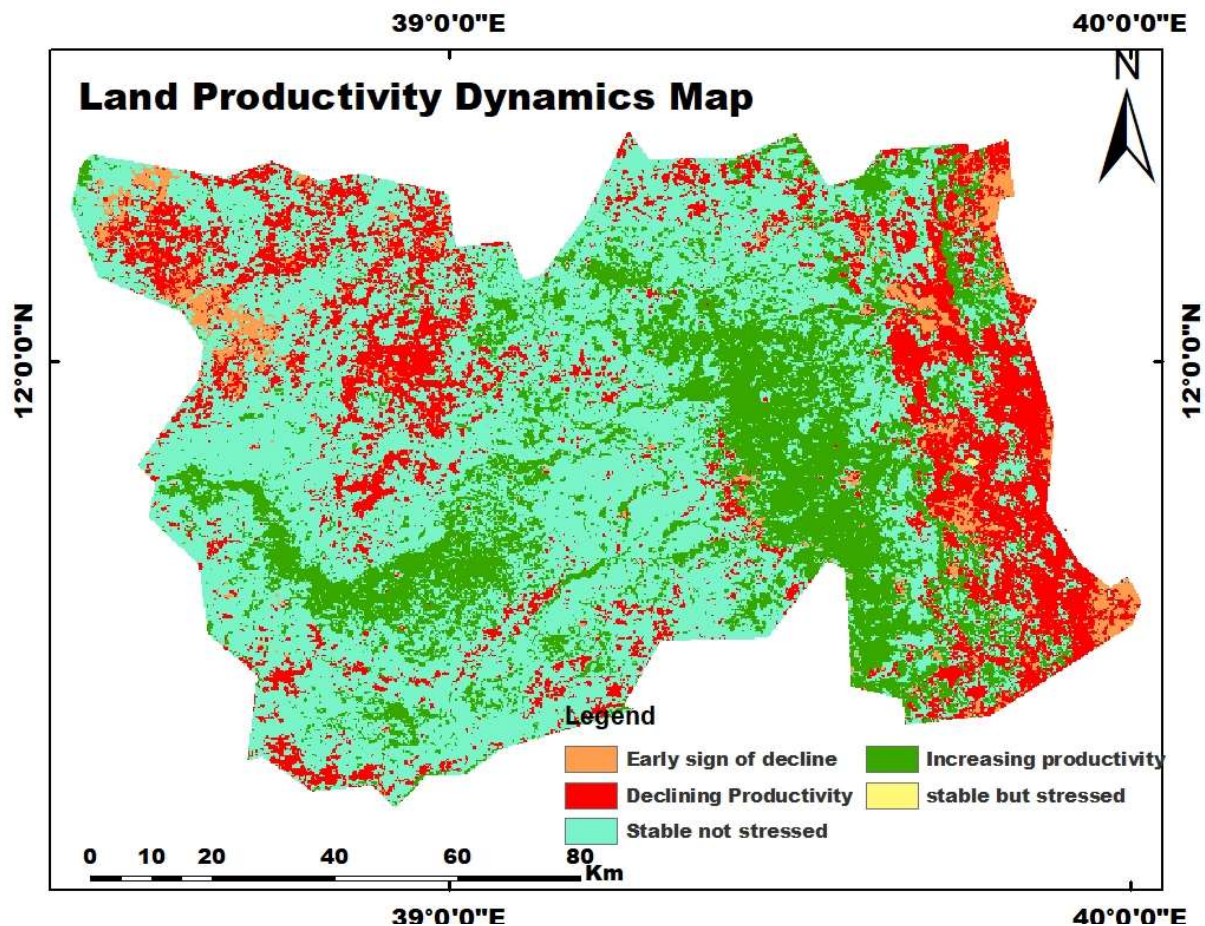 39°0'0"E 40°0'0"E
Land Productivity Dynamics Map
N
12°0'0"N 12°0'0"N
Legend
Early sign of decline Increasing productivity
Declining Productivity stable but stressed
Stable not stressed
0 10 20 40 60 80
Km
39°0'0"E 40°0'0"E